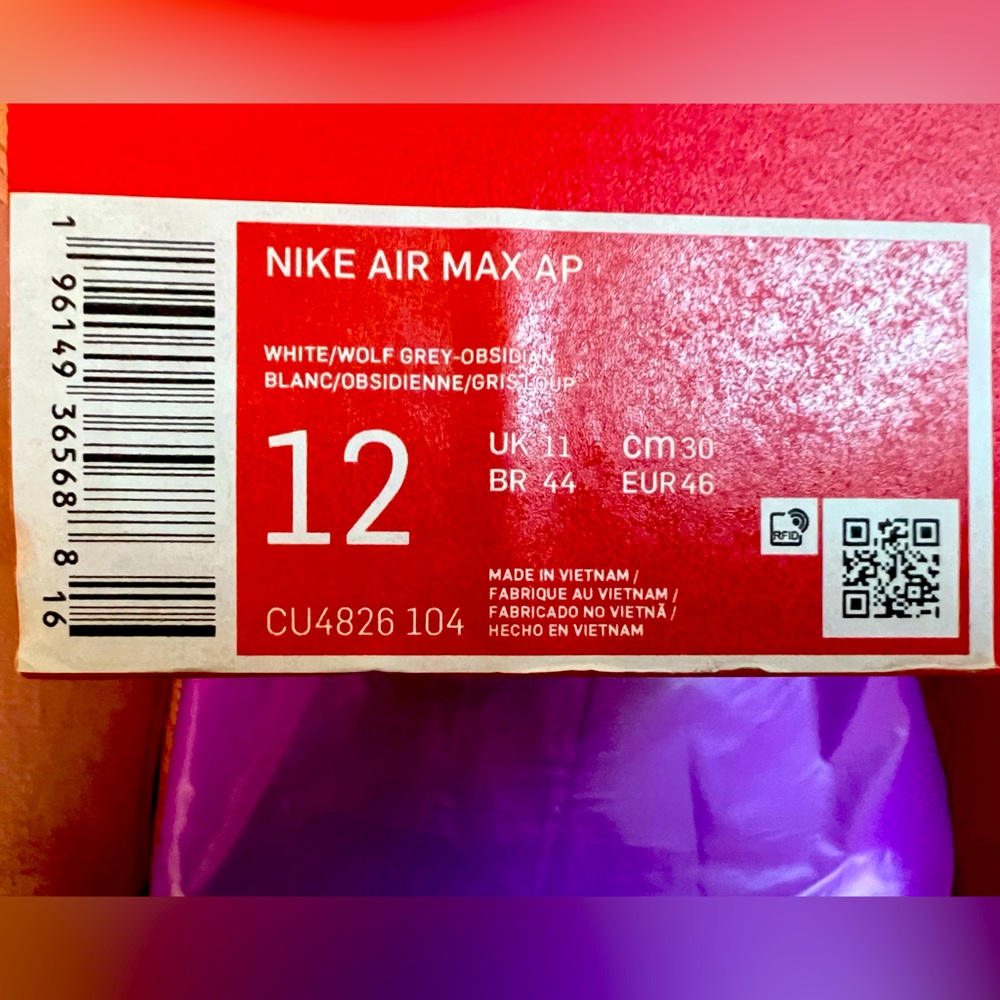 1 96149 36568 8 16
NIKE AIR MAX AP
WHITE/WOLF GREY-OBSIDIAN
BLANC/OBSIDIENNE/GRIS LOUP
12
UK 11 cm 30
BR 44 EUR 46
RFID
CU4826 104
MADE IN VIETNAM /
FABRIQUE AU VIETNAM /
FABRICADO NO VIETNÃ /
HECHO EN VIETNAM